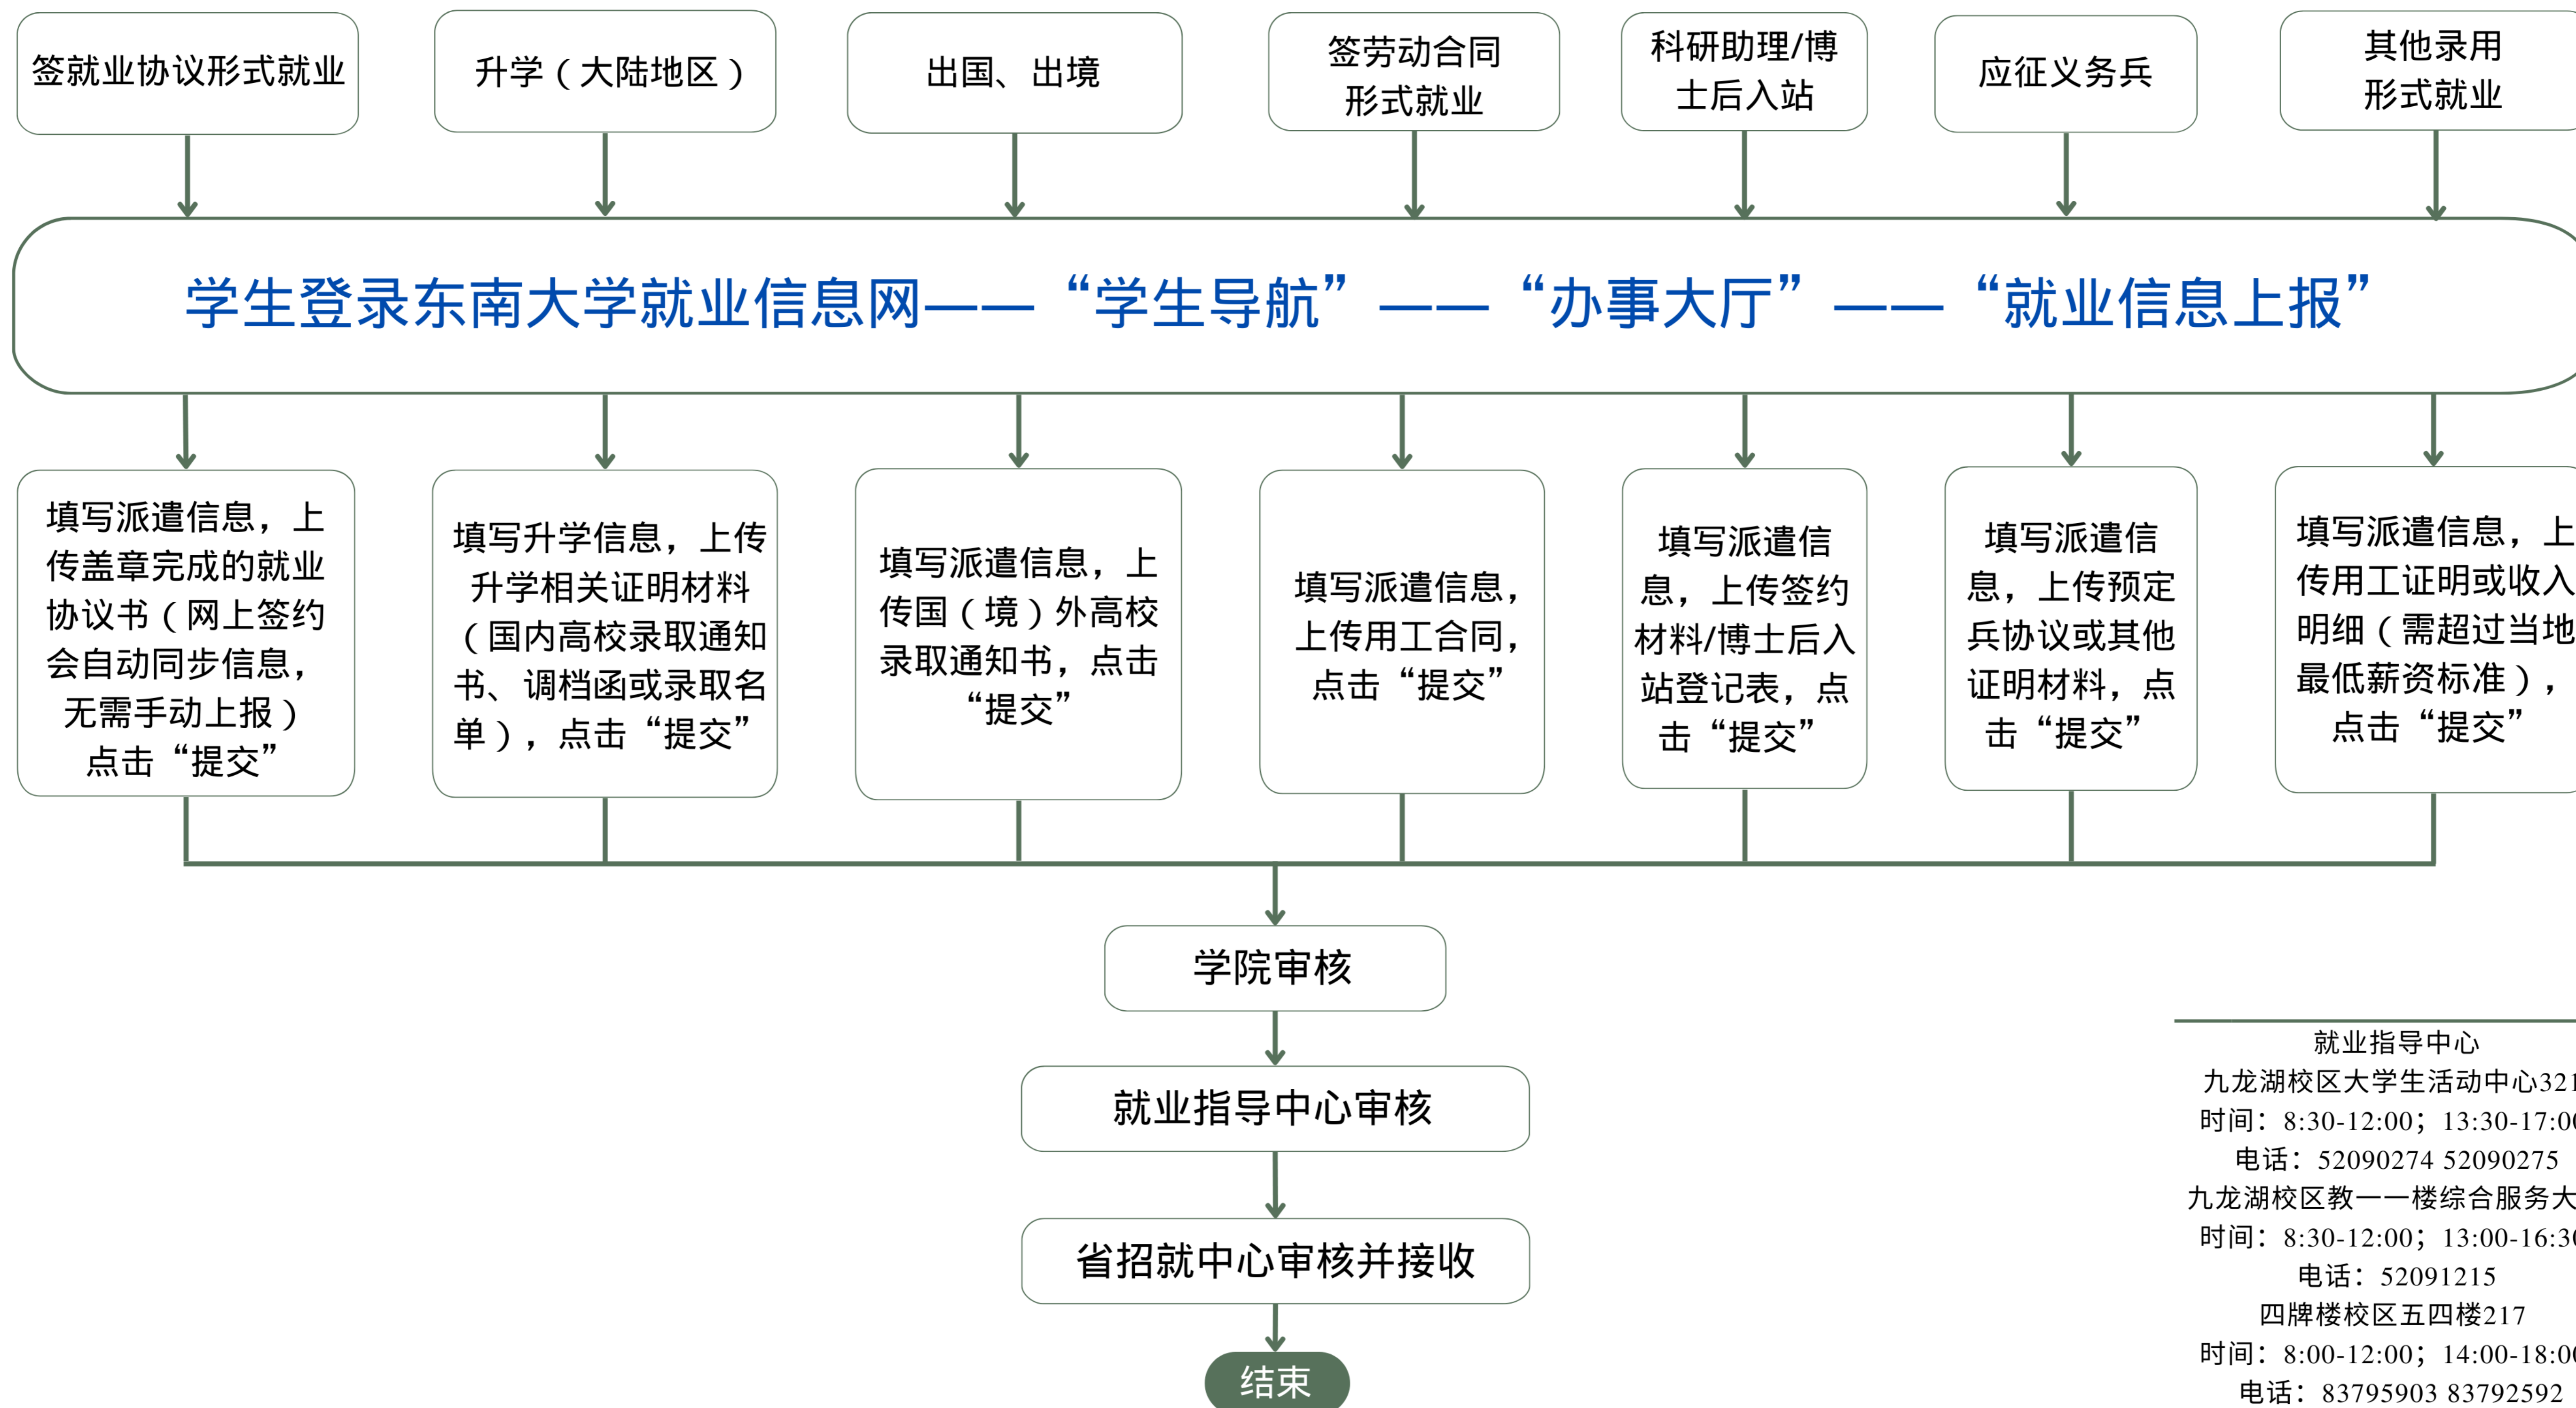 签就业协议形式就业
升学（大陆地区）
出国、出境
签劳动合同
形式就业
科研助理/博
士后入站
应征义务兵
其他录用
形式就业
学生登录东南大学就业信息网——“学生导航”——“办事大厅”——“就业信息上报”
填写派遣信息，上
传盖章完成的就业
协议书（网上签约
会自动同步信息，
无需手动上报）
点击“提交”
填写升学信息，上传
升学相关证明材料
（国内高校录取通知
书、调档函或录取名
单），点击“提交”
填写派遣信息，上
传国（境）外高校
录取通知书，点击
“提交”
填写派遣信息，
上传用工合同，
点击“提交”
填写派遣信
息，上传签约
材料/博士后入
站登记表，点
击“提交”
填写派遣信
息，上传预定
兵协议或其他
证明材料，点
击“提交”
填写派遣信息，上
传用工证明或收入
明细（需超过当地
最低薪资标准），
点击“提交”
学院审核
就业指导中心审核
省招就中心审核并接收
结束
就业指导中心
九龙湖校区大学生活动中心321
时间：8:30-12:00；13:30-17:00
电话：52090274 52090275
九龙湖校区教一一楼综合服务大
时间：8:30-12:00；13:00-16:30
电话：52091215
四牌楼校区五四楼217
时间：8:00-12:00；14:00-18:00
电话：83795903 83792592